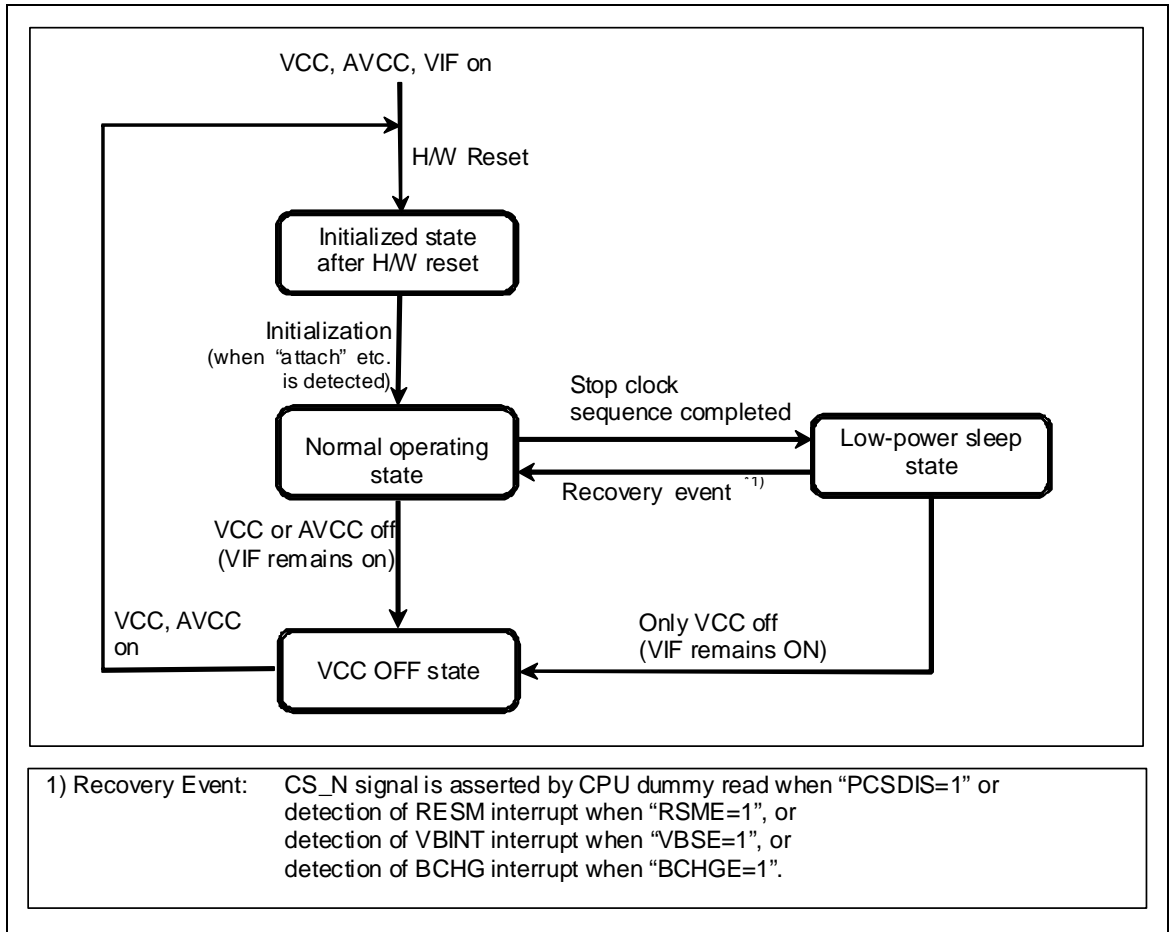 VCC, AVCC, VIF on
H/W Reset
Initialized state
after H/W reset
Initialization
(when “attach” etc.
is detected)
Stop clock
sequence completed
Normal operating
state
Low-power sleep
state
Recovery event *1)
VCC or AVCC off
(VIF remains on)
VCC, AVCC
on
Only VCC off
(VIF remains ON)
VCC OFF state
1) Recovery Event: CS_N signal is asserted by CPU dummy read when “PCSDIS=1” or
detection of RESM interrupt when “RSME=1”, or
detection of VBINT interrupt when “VBSE=1”, or
detection of BCHG interrupt when “BCHGE=1”.